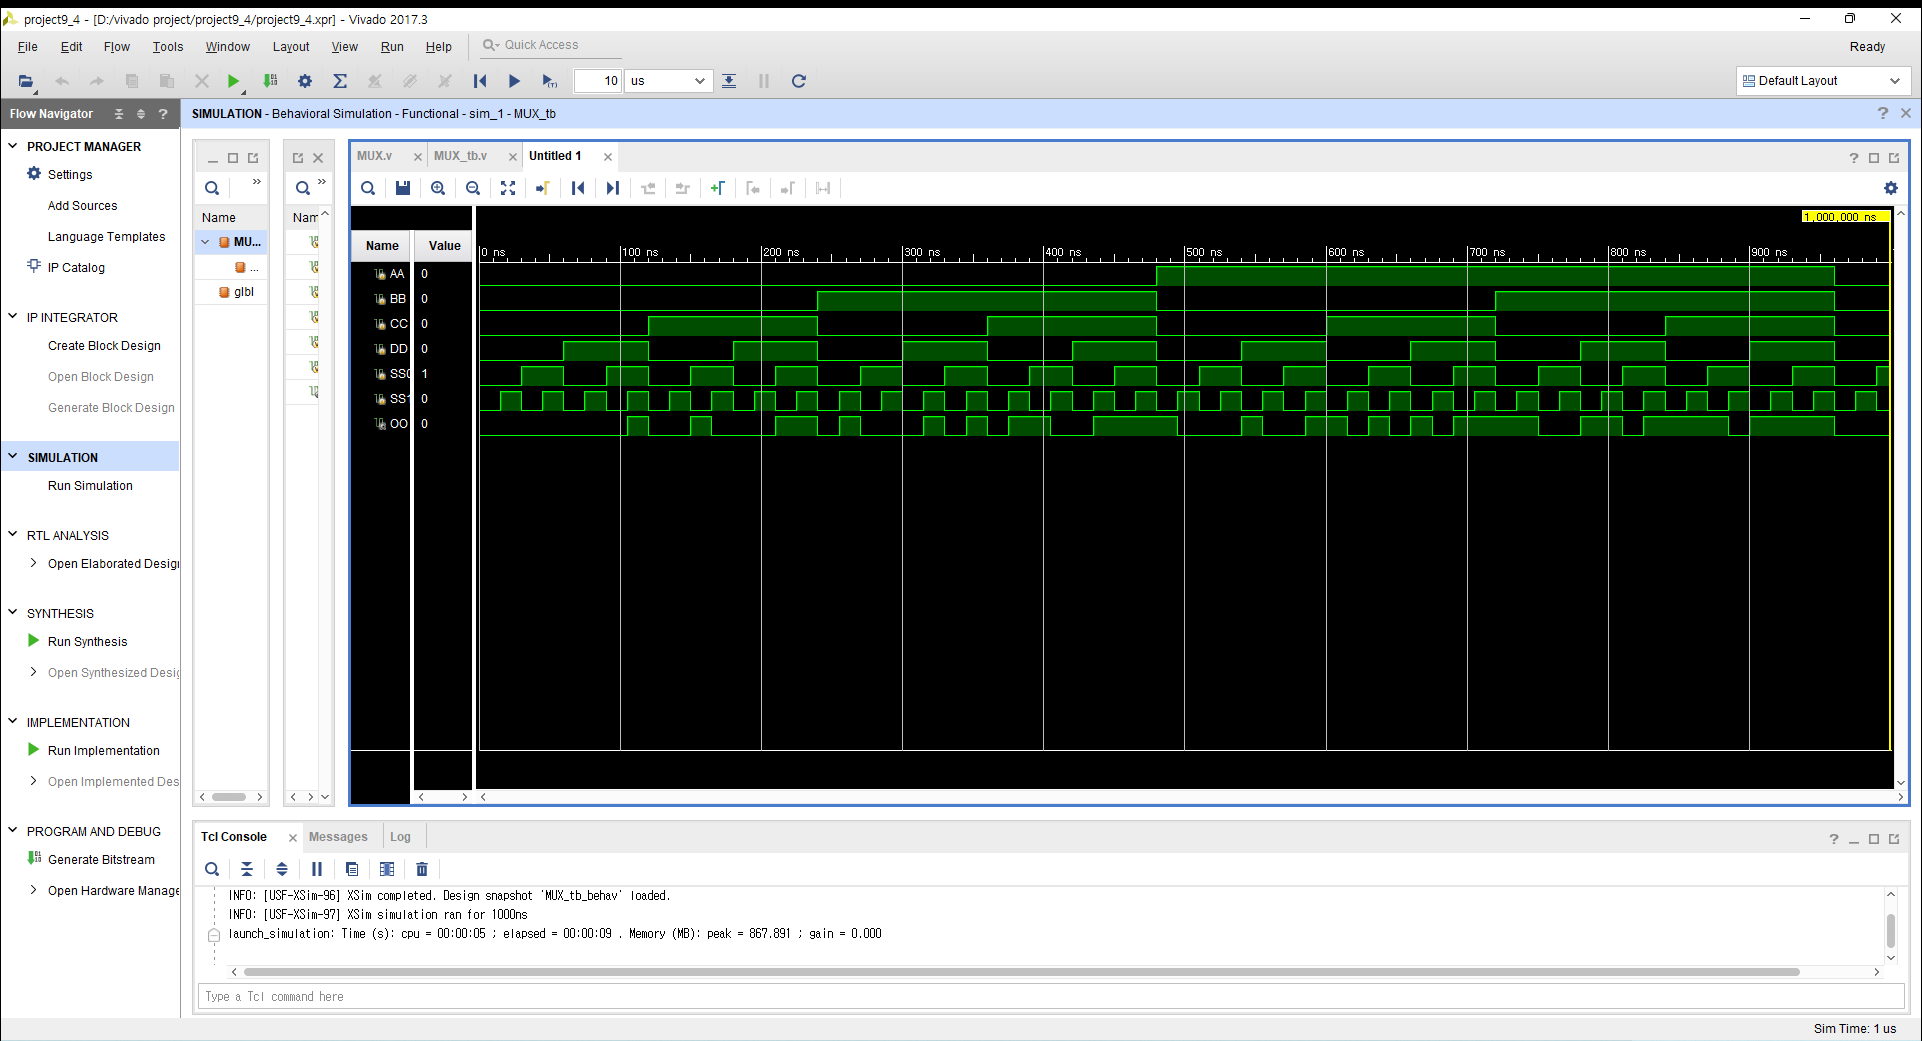 project9_4 - [D:/vivado project/project9_4/project9_4.xpr] - Vivado 2017.3
File Edit Flow Tools Window Layout View Run Help Quick Access
Ready
10 us
Default Layout
Flow Navigator
SIMULATION - Behavioral Simulation - Functional - sim_1 - MUX_tb
PROJECT MANAGER
Settings
Add Sources
Language Templates
IP Catalog
IP INTEGRATOR
Create Block Design
Open Block Design
Generate Block Design
SIMULATION
Run Simulation
RTL ANALYSIS
Open Elaborated Desig
SYNTHESIS
Run Synthesis
Open Synthesized Desi
IMPLEMENTATION
Run Implementation
Open Implemented Des
PROGRAM AND DEBUG
Generate Bitstream
Open Hardware Manage
Name
MU...
...
glbl
Nam
MUX.v MUX_tb.v Untitled 1
1,000,000 ns
Name Value
0 ns 100 ns 200 ns 300 ns 400 ns 500 ns 600 ns 700 ns 800 ns 900 ns
AA 0
BB 0
CC 0
DD 0
SS0 1
SS1 0
OO 0
Tcl Console Messages Log
INFO: [USF-XSim-96] XSim completed. Design snapshot 'MUX_tb_behav' loaded.
INFO: [USF-XSim-97] XSim simulation ran for 1000ns
launch_simulation: Time (s): cpu = 00:00:05 ; elapsed = 00:00:09 . Memory (MB): peak = 867.891 ; gain = 0.000
Type a Tcl command here
Sim Time: 1 us